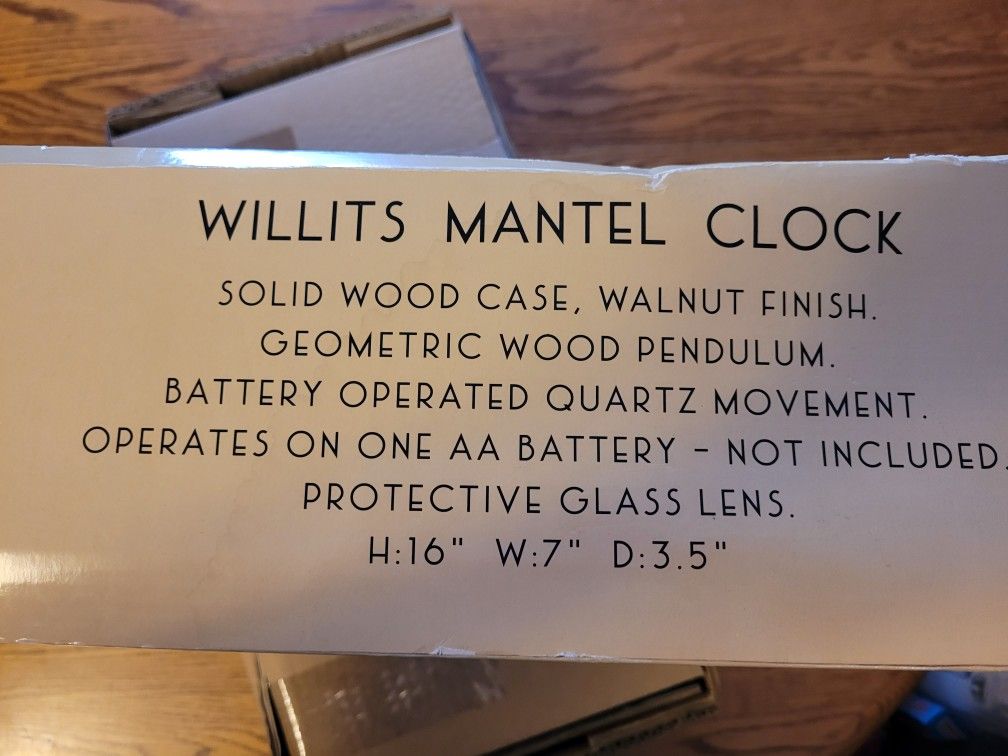 WILLITS MANTEL CLOCK
SOLID WOOD CASE, WALNUT FINISH.
GEOMETRIC WOOD PENDULUM.
BATTERY OPERATED QUARTZ MOVEMENT.
OPERATES ON ONE AA BATTERY - NOT INCLUDED.
PROTECTIVE GLASS LENS.
H:16" W:7" D:3.5"